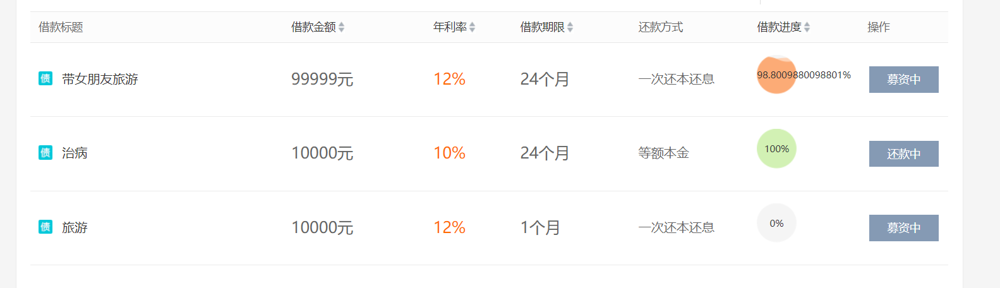 借款标题 借款金额 年利率 借款期限 还款方式 借款进度 操作
债 带女朋友旅游 99999元 12% 24个月 一次还本还息 98.8009880098801% 募资中
债 治病 10000元 10% 24个月 等额本金 100% 还款中
债 旅游 10000元 12% 1个月 一次还本还息 0% 募资中